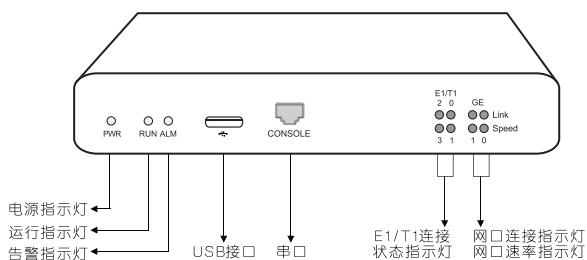 E1/T1
2 0 GE
Link
Speed
3 1 1 0
PWR RUN ALM CONSOLE
电源指示灯
运行指示灯
告警指示灯
USB接口 串口
E1/T1连接
状态指示灯
网口连接指示灯
网口速率指示灯